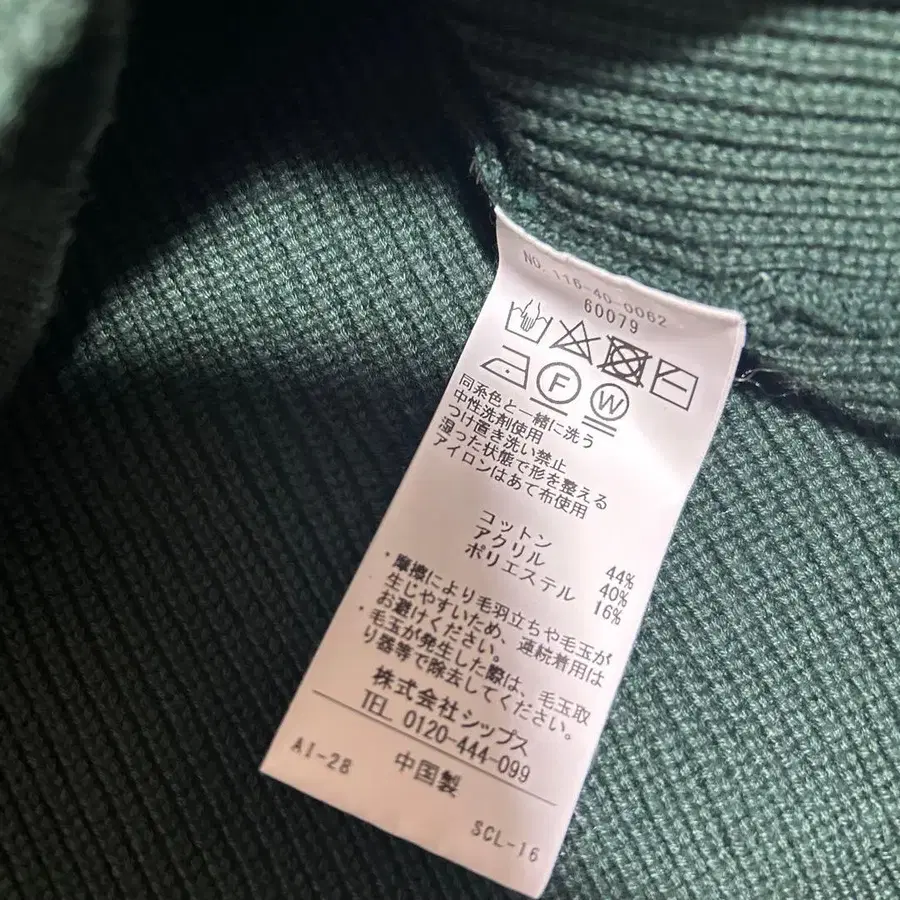 NO. 116-40-0062
60079
F W
同系色と一緒に洗う
中性洗剤使用
つけ置き洗い禁止
湿った状態で形を整える
アイロンはあて布使用
コットン 44%
アクリル 40%
ポリエステル 16%
・摩擦により毛羽立ちや毛玉が
生じやすいため、連続着用は
お避けください。
・毛玉が発生した際は、毛玉取
り器等で除去してください。
株式会社シップス
TEL 0120-444-099
AI-28 中国製
SCL-16